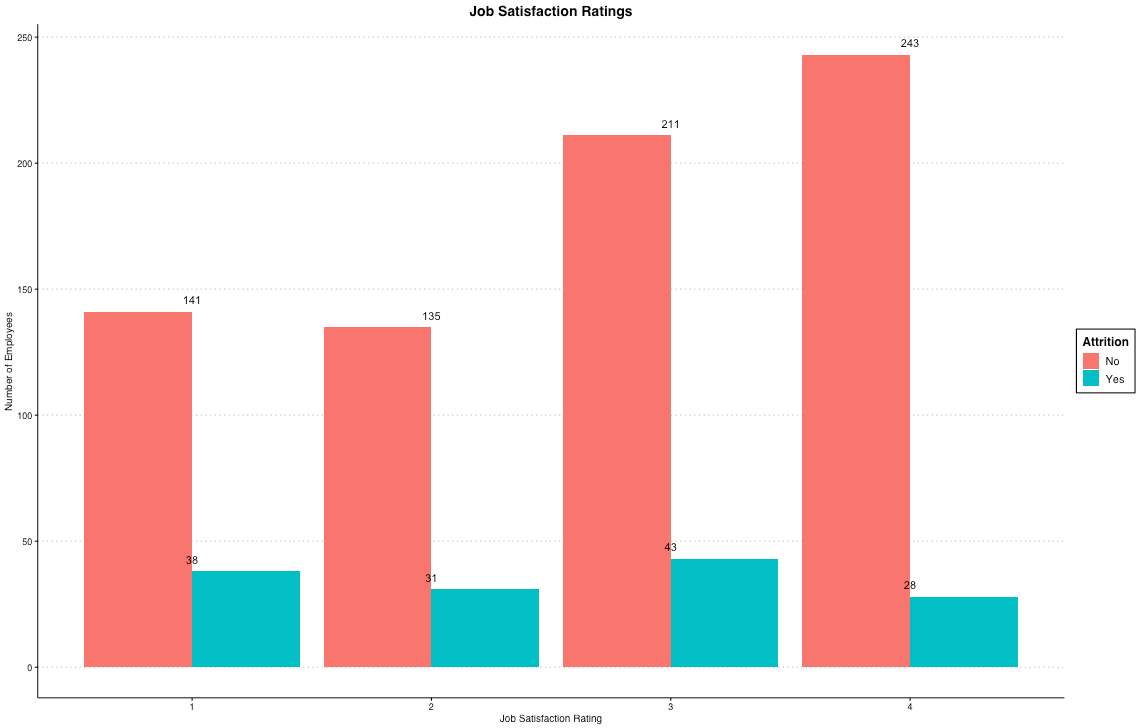 Job Satisfaction Ratings
250
200
150
100
50
0
Number of Employees
243
211
141
135
38
31
43
28
1 2 3 4
Job Satisfaction Rating
Attrition
No
Yes